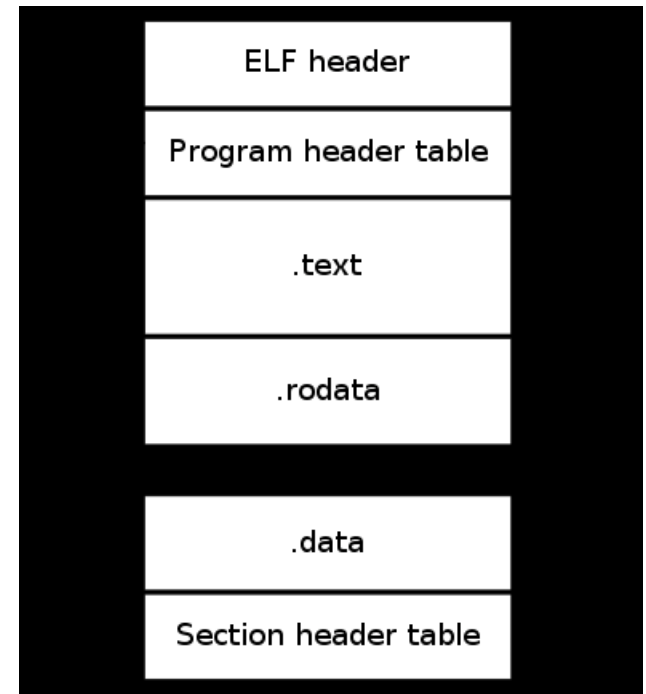 ELF header
Program header table
.text
.rodata
.data
Section header table